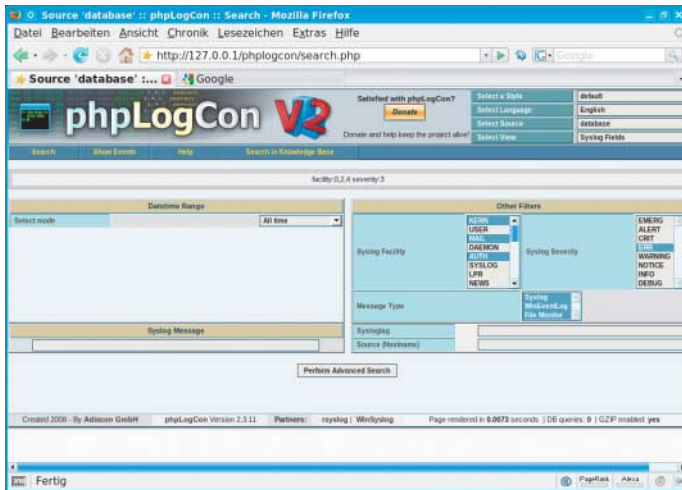 Source 'database' :: phpLogCon :: Search - Mozilla Firefox
Datei Bearbeiten Ansicht Chronik Lesezeichen Extras Hilfe
http://127.0.0.1/phplogcon/search.php
Google
Source 'database' :...
Google
phpLogCon V2
Satisfied with phpLogCon?
Donate
Donate and help keep the project alive!
Select a Style default
Select Language English
Select Source database
Select View Syslog Fields
Search Show Events Help Search in Knowledge Base
facility:0,2,4 severity:3
Datetime Range
Select mode All time
Syslog Message
Other Filters
Syslog Facility
KERN
USER
MAIL
DAEMON
AUTH
SYSLOG
LPR
NEWS
Syslog Severity
EMERG
ALERT
CRIT
ERR
WARNING
NOTICE
INFO
DEBUG
Message Type
Syslog
WinEventLog
File Monitor
Syslogtag
Source (Hostname)
Perform Advanced Search
Created 2008 - By Adiscon GmbH phpLogCon Version 2.3.11 Partners: rsyslog | WinSyslog Page rendered in 0.0073 seconds | DB queries: 0 | GZIP enabled: yes
Fertig
PageRank Alexa